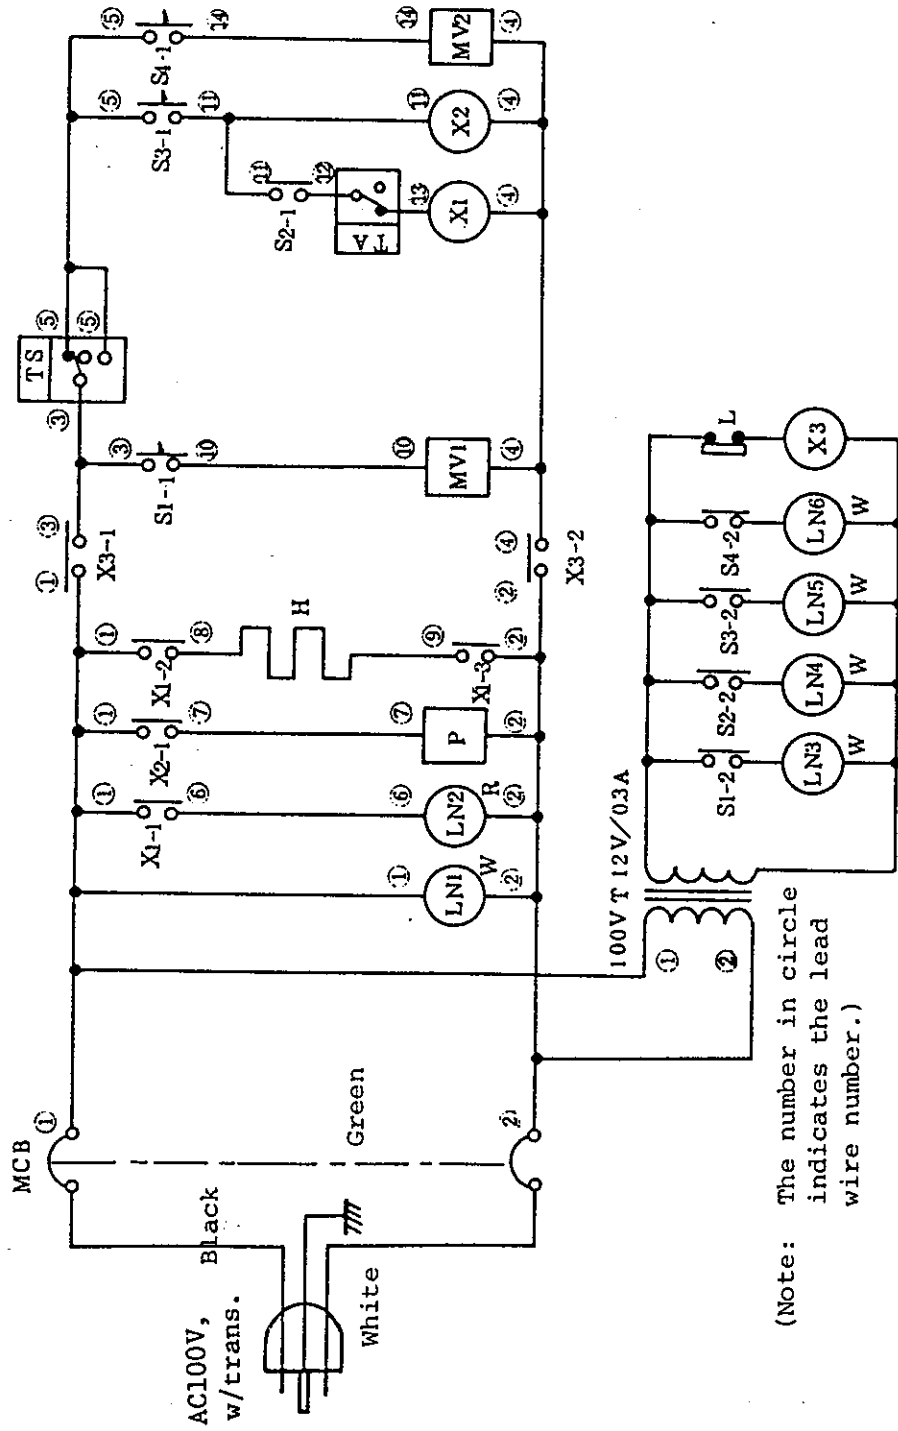 AC100V,
w/trans.
Black
White
Green
MCB
①
②
LN1
W
①
②
X1-1
①
⑥
⑥
LN2
R
②
X2-1
①
⑦
⑦
P
②
X1-2
①
⑧
H
⑨
X1-3
②
①
③
X3-1
②
④
X3-2
③
S1-1
⑩
⑩
MV1
④
③
TS
⑤
⑤
S2-1
⑪
⑫
TA
⑬
X1
④
⑤
S3-1
⑪
⑪
X2
④
⑤
S4-1
⑭
⑭
MV2
④
100V T 12V/0.3A
①
②
S1-2
LN3
W
S2-2
LN4
W
S3-2
LN5
W
S4-2
LN6
W
L
X3
(Note: The number in circle
indicates the lead
wire number.)